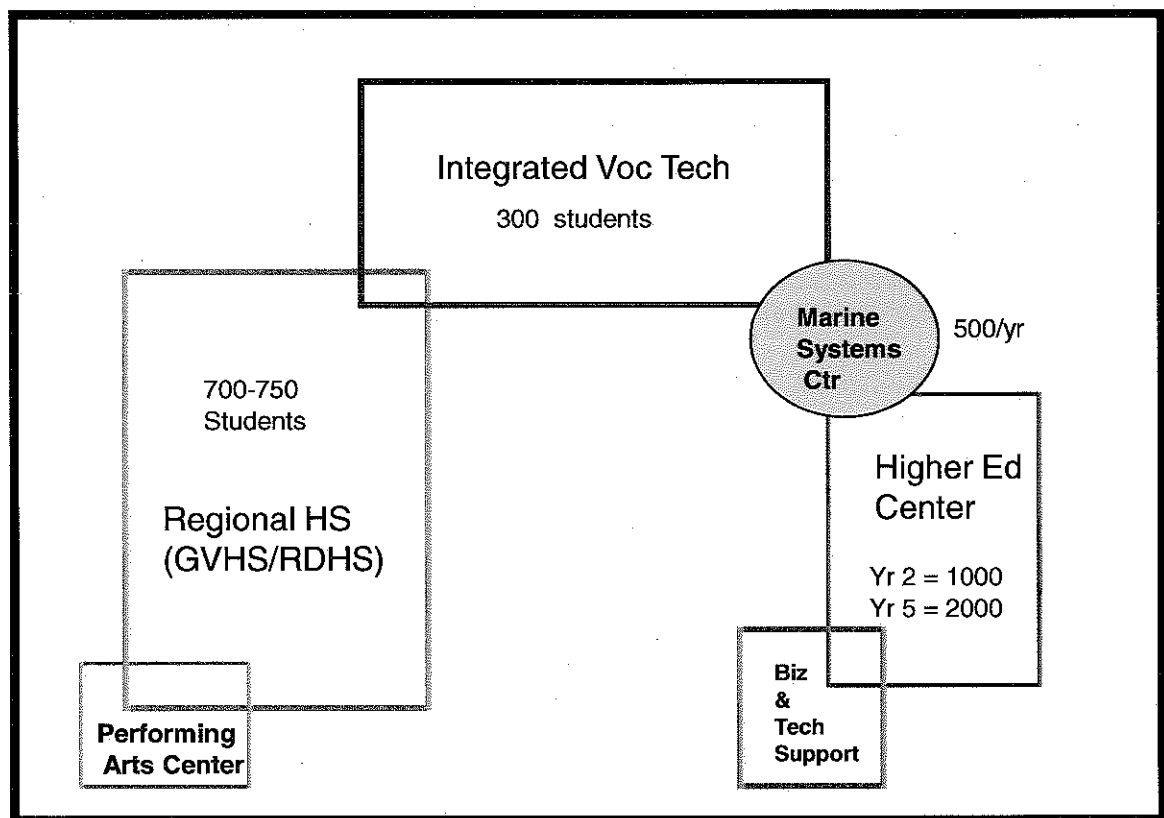 Integrated Voc Tech
300 students
Marine
Systems
Ctr
500/yr
700-750
Students
Regional HS
(GVHS/RDHS)
Higher Ed
Center
Yr 2 = 1000
Yr 5 = 2000
Performing
Arts Center
Biz
&
Tech
Support